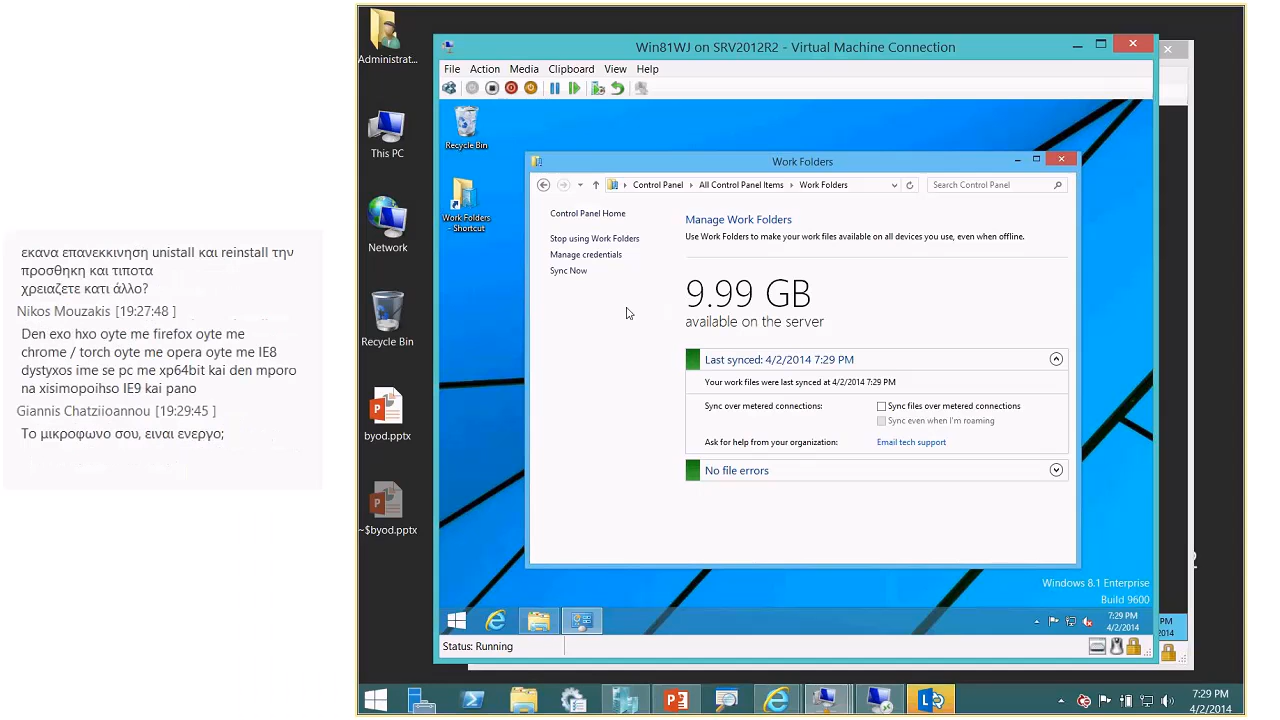 εκανα επανεκκινηση unistall και reinstall την
προσθηκη και τιποτα
χρειαζετε κατι άλλο?
Nikos Mouzakis [19:27:48 ]
Den exo hxo oyte me firefox oyte me
chrome / torch oyte me opera oyte me IE8
dystyxos ime se pc me xp64bit kai den mporo
na xisimopoihso IE9 kai pano
Giannis Chatziioannou [19:29:45 ]
Το μικροφωνο σου, ειναι ενεργο;
Administrat...
This PC
Network
Recycle Bin
byod.pptx
~$byod.pptx
Win81WJ on SRV2012R2 - Virtual Machine Connection
File Action Media Clipboard View Help
Recycle Bin
Work Folders
- Shortcut
Work Folders
Control Panel All Control Panel Items Work Folders
Search Control Panel
Control Panel Home
Stop using Work Folders
Manage credentials
Sync Now
Manage Work Folders
Use Work Folders to make your work files available on all devices you use, even when offline.
9.99 GB
available on the server
Last synced: 4/2/2014 7:29 PM
Your work files were last synced at 4/2/2014 7:29 PM
Sync over metered connections:
Sync files over metered connections
Sync even when I'm roaming
Ask for help from your organization:
Email tech support
No file errors
Windows 8.1 Enterprise
Build 9600
7:29 PM
4/2/2014
PM
2014
Status: Running
7:29 PM
4/2/2014